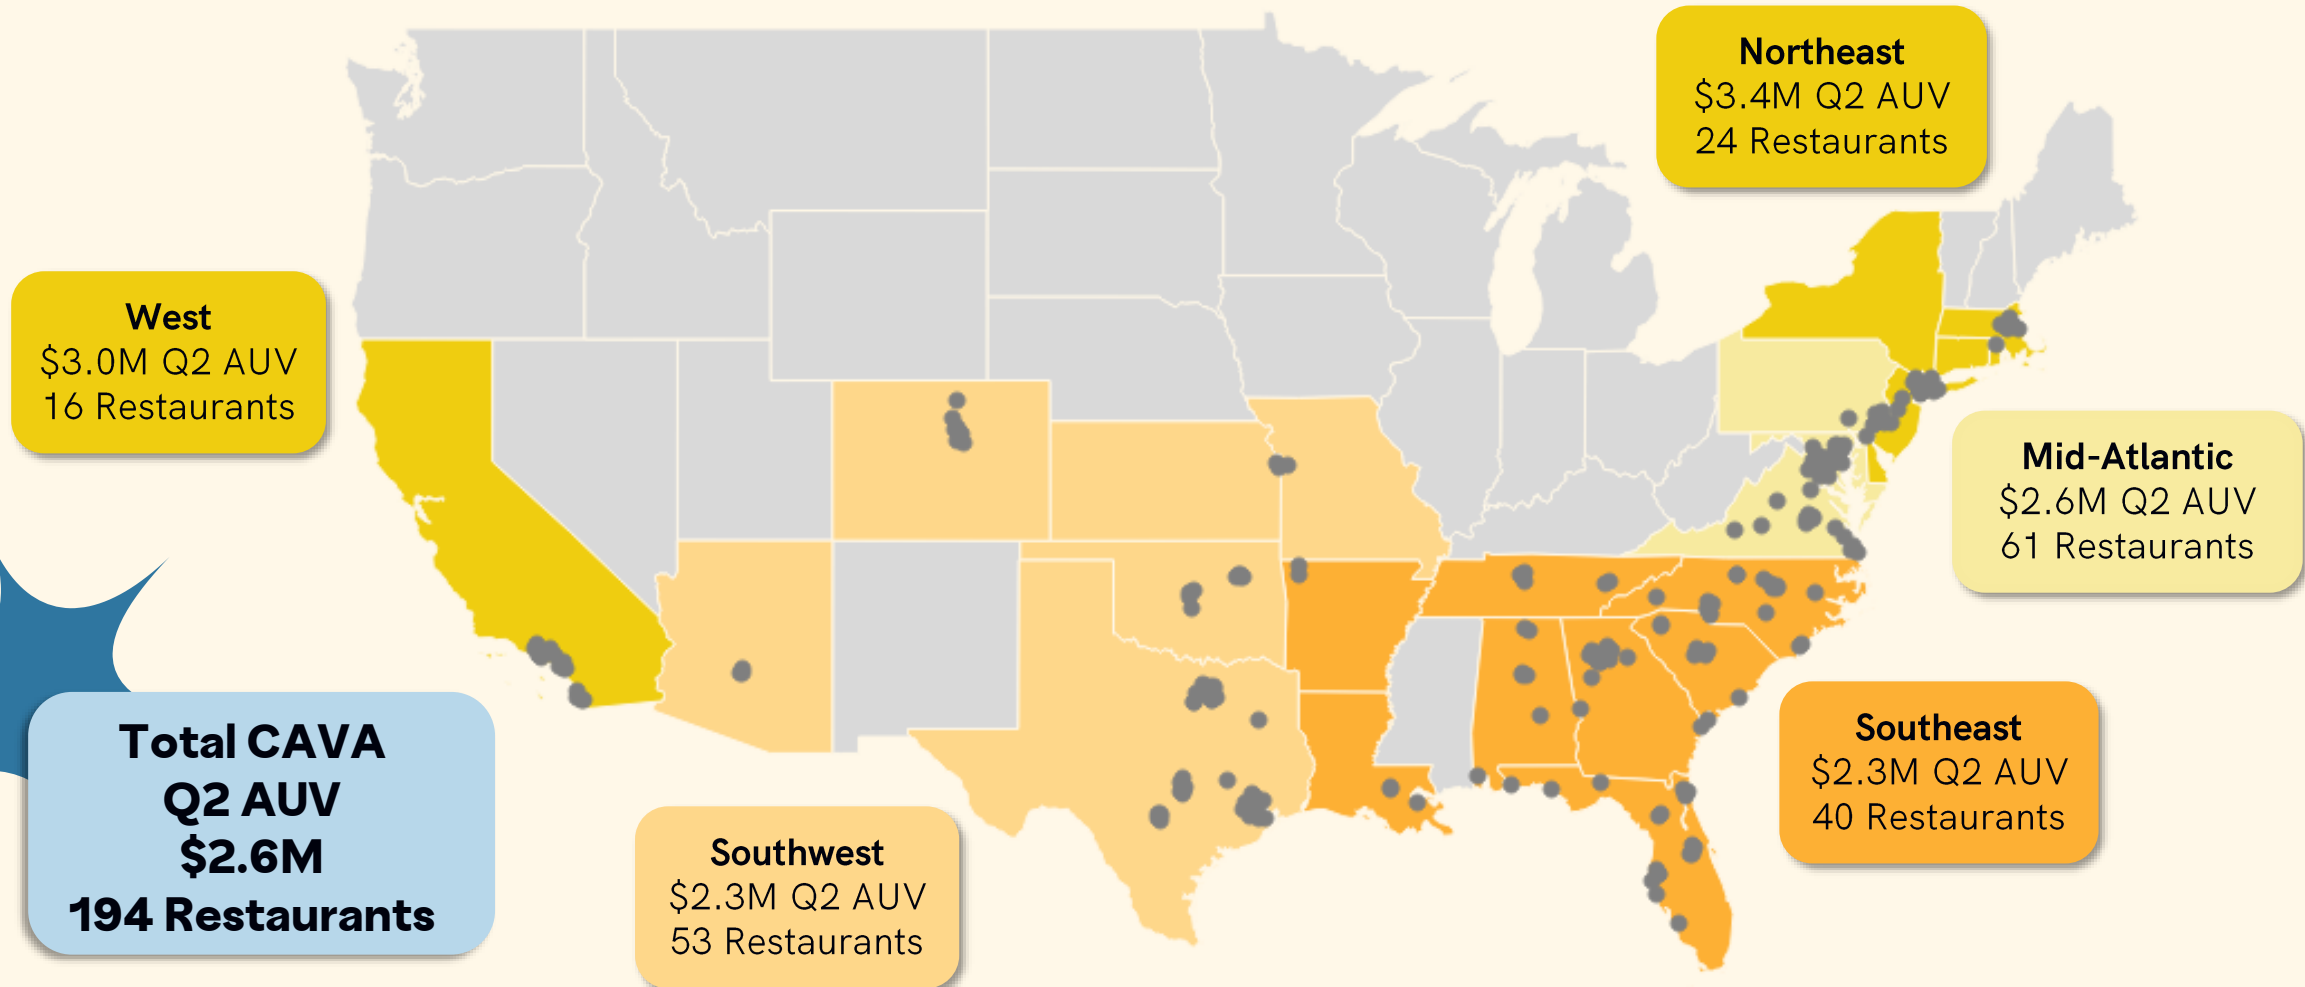 Northeast
$3.4M Q2 AUV
24 Restaurants
West
$3.0M Q2 AUV
16 Restaurants
Mid-Atlantic
$2.6M Q2 AUV
61 Restaurants
Southeast
$2.3M Q2 AUV
40 Restaurants
Total CAVA
Q2 AUV
$2.6M
194 Restaurants
Southwest
$2.3M Q2 AUV
53 Restaurants